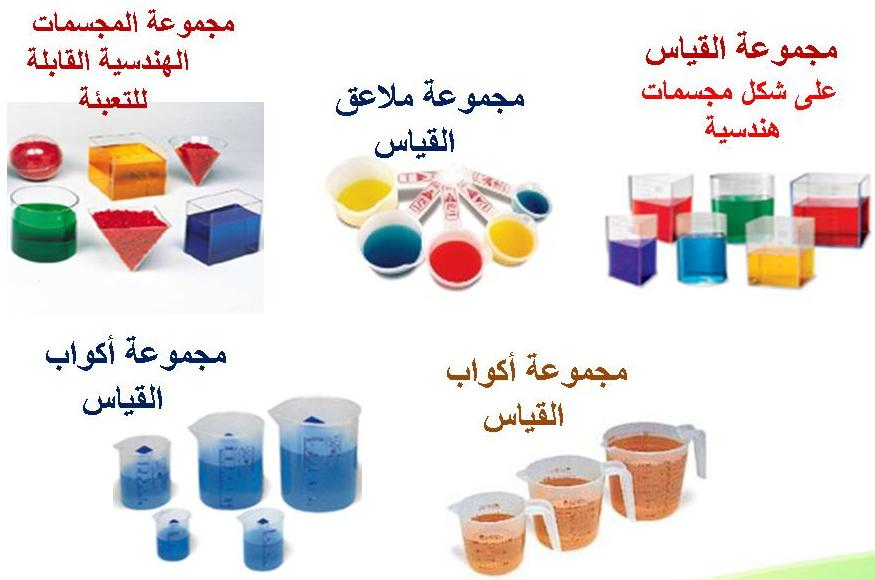 مجموعة القياس
على شكل مجسمات
هندسية
مجموعة ملاعق
القياس
مجموعة المجسمات
الهندسية القابلة
للتعبئة
مجموعة أكواب
القياس
مجموعة أكواب
القياس